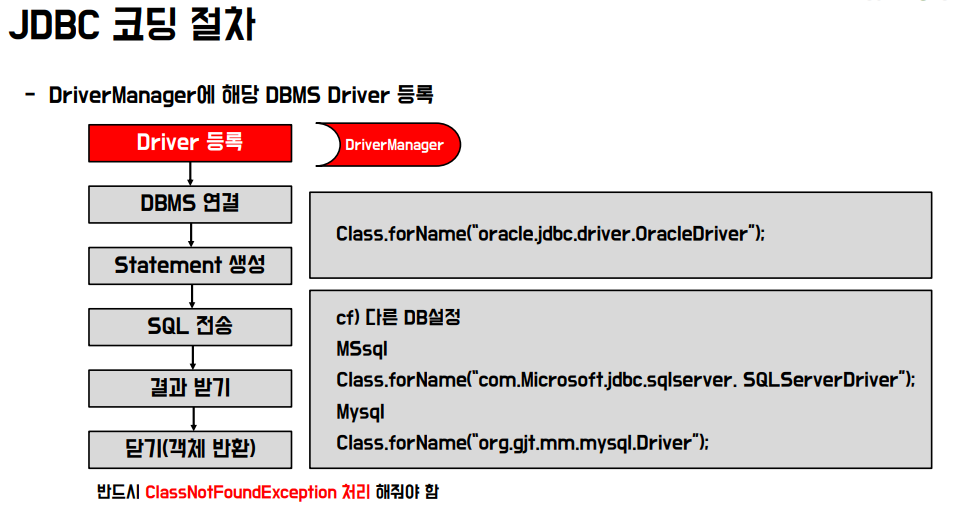 JDBC 코딩 절차
- DriverManager에 해당 DBMS Driver 등록
Driver 등록
DriverManager
DBMS 연결
Statement 생성
SQL 전송
결과 받기
닫기(객체 반환)
Class.forName("oracle.jdbc.driver.OracleDriver");
cf) 다른 DB설정
MSsql
Class.forName("com.Microsoft.jdbc.sqlserver. SQLServerDriver");
Mysql
Class.forName("org.gjt.mm.mysql.Driver");
반드시 ClassNotFoundException 처리 해줘야 함